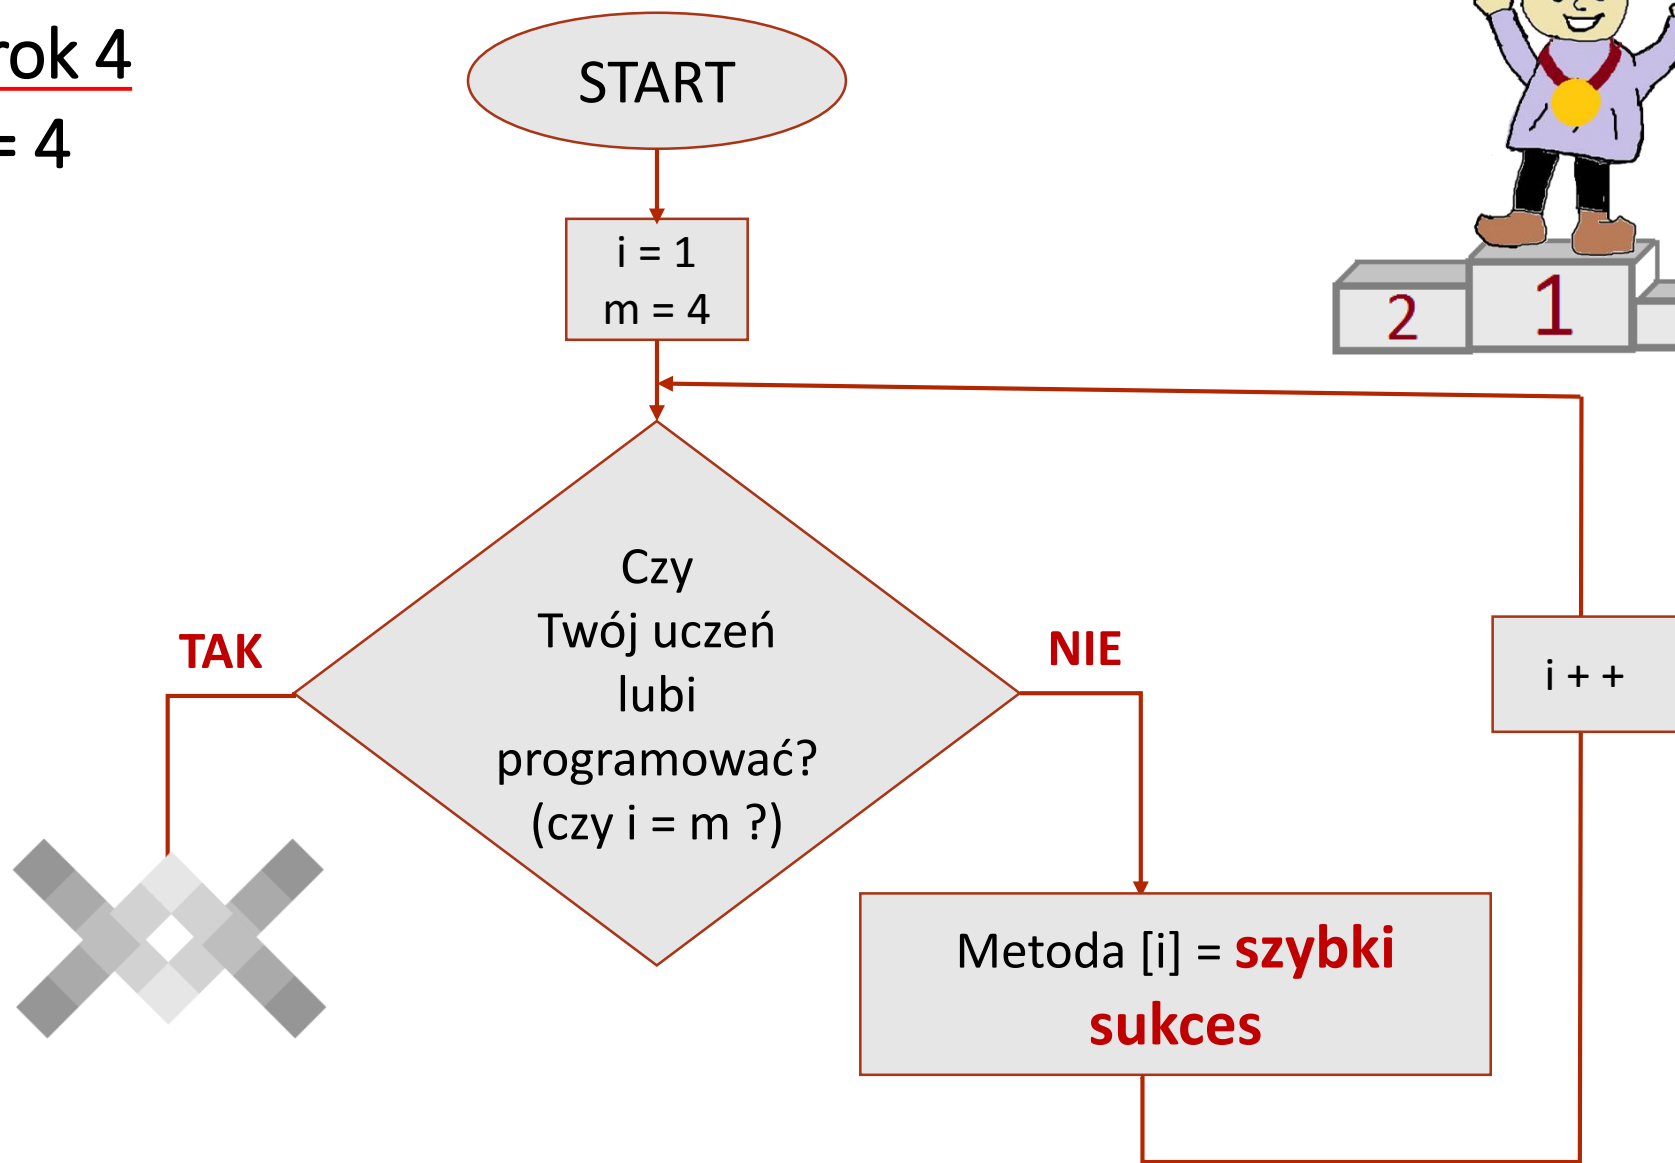 rok 4
= 4
START
i = 1
m = 4
Czy
Twój uczeń
lubi
programować?
(czy i = m ?)
TAK
NIE
i + +
Metoda [i] = szybki
sukces
2
1